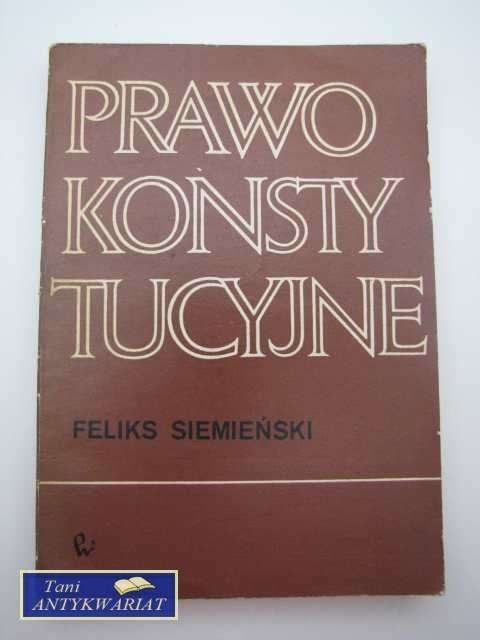 PRAWO
KONSTY
TUCYJNE
FELIKS SIEMIEŃSKI
Tani
ANTYKWARIAT